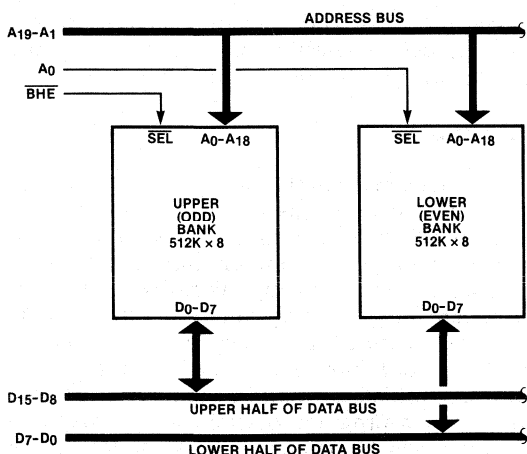 ADDRESS BUS
A19-A1
A0
BHE
SEL A0-A18
SEL A0-A18
UPPER
(ODD)
BANK
512K × 8
LOWER
(EVEN)
BANK
512K × 8
D0-D7
D0-D7
D15-D8
UPPER HALF OF DATA BUS
D7-D0
LOWER HALF OF DATA BUS